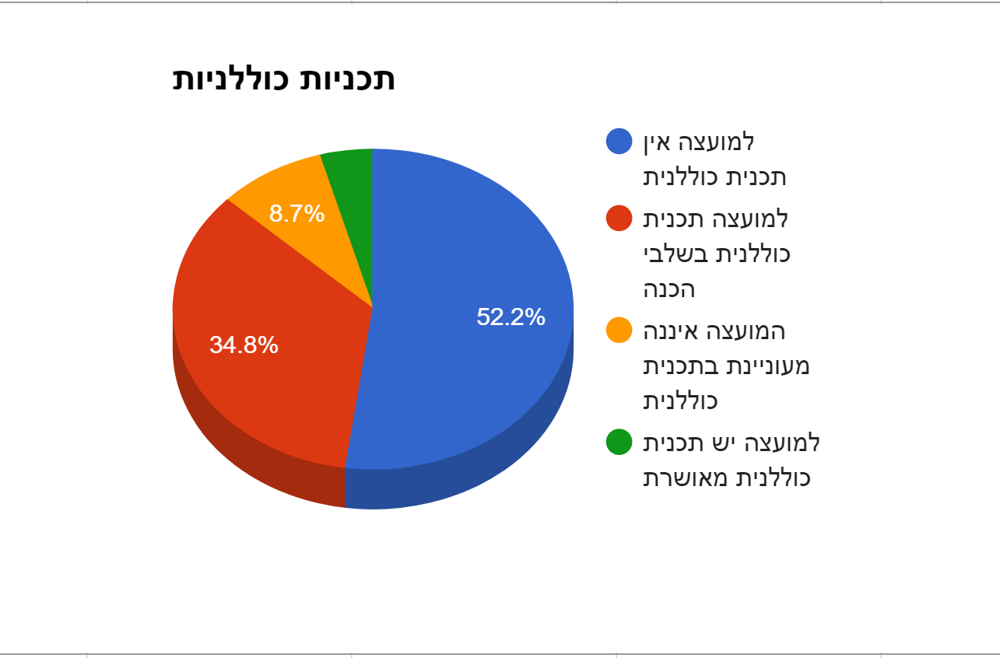 תכניות כוללניות
למועצה אין
תכנית כוללנית
למועצה תכנית
כוללנית בשלבי
הכנה
המועצה איננה
מעוניינת בתכנית
כוללנית
למועצה יש תכנית
כוללנית מאושרת
8.7%
52.2%
34.8%